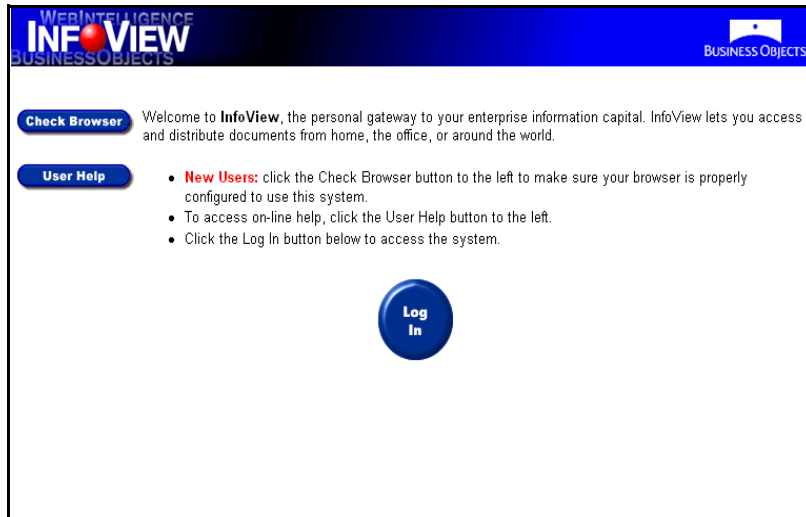 WEBINTELLIGENCE
INFOVIEW
BUSINESSOBJECTS
BUSINESS OBJECTS
Check Browser
Welcome to InfoView, the personal gateway to your enterprise information capital. InfoView lets you access
and distribute documents from home, the office, or around the world.
User Help
• New Users: click the Check Browser button to the left to make sure your browser is properly
configured to use this system.
• To access on-line help, click the User Help button to the left.
• Click the Log In button below to access the system.
Log
In